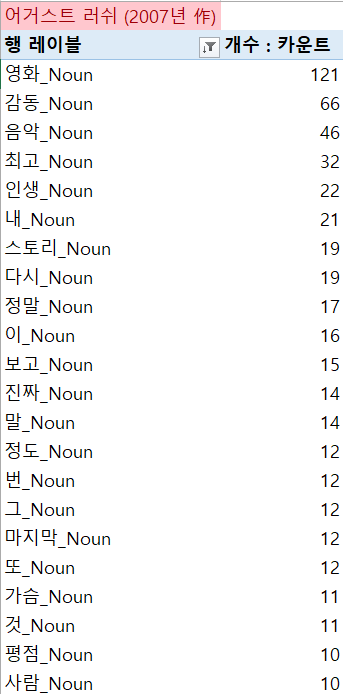 어거스트 러쉬 (2007년 作)
행 레이블 개수 : 카운트
영화_Noun 121
감동_Noun 66
음악_Noun 46
최고_Noun 32
인생_Noun 22
내_Noun 21
스토리_Noun 19
다시_Noun 19
정말_Noun 17
이_Noun 16
보고_Noun 15
진짜_Noun 14
말_Noun 14
정도_Noun 12
번_Noun 12
그_Noun 12
마지막_Noun 12
또_Noun 12
가슴_Noun 11
것_Noun 11
평점_Noun 10
사람_Noun 10